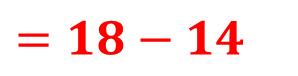 = 18 − 14